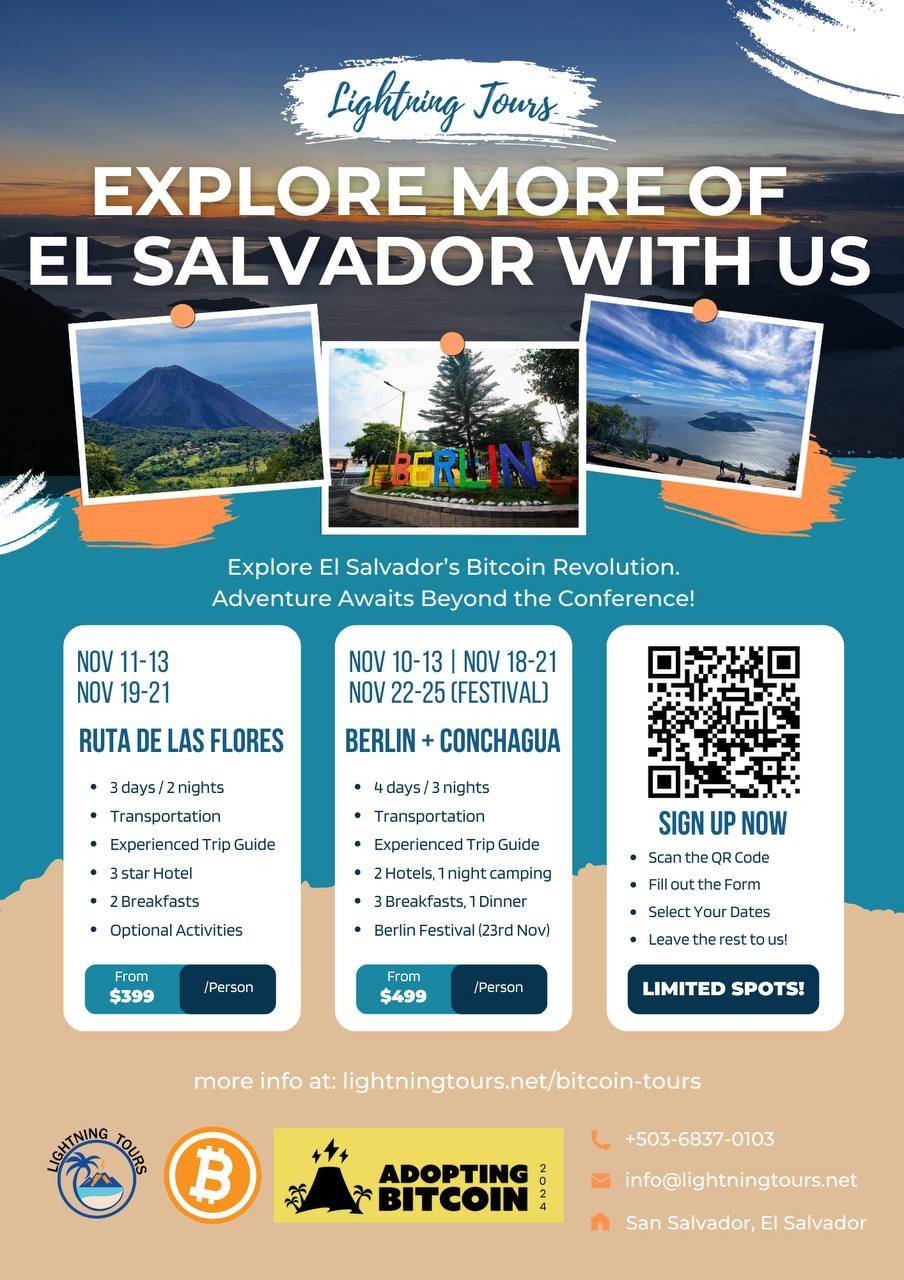 Lightning Tours
EXPLORE MORE OF
EL SALVADOR WITH US
BERLIN
Explore El Salvador’s Bitcoin Revolution.
Adventure Awaits Beyond the Conference!
NOV 11-13
NOV 19-21
RUTA DE LAS FLORES
• 3 days / 2 nights
• Transportation
• Experienced Trip Guide
• 3 star Hotel
• 2 Breakfasts
• Optional Activities
From
$399
/Person
NOV 10-13 | NOV 18-21
NOV 22-25 (FESTIVAL)
BERLIN + CONCHAGUA
• 4 days / 3 nights
• Transportation
• Experienced Trip Guide
• 2 Hotels, 1 night camping
• 3 Breakfasts, 1 Dinner
• Berlin Festival (23rd Nov)
From
$499
/Person
SIGN UP NOW
• Scan the QR Code
• Fill out the Form
• Select Your Dates
• Leave the rest to us!
LIMITED SPOTS!
more info at: lightningtours.net/bitcoin-tours
LIGHTNING TOURS
ADOPTING
BITCOIN
2024
+503-6837-0103
info@lightningtours.net
San Salvador, El Salvador